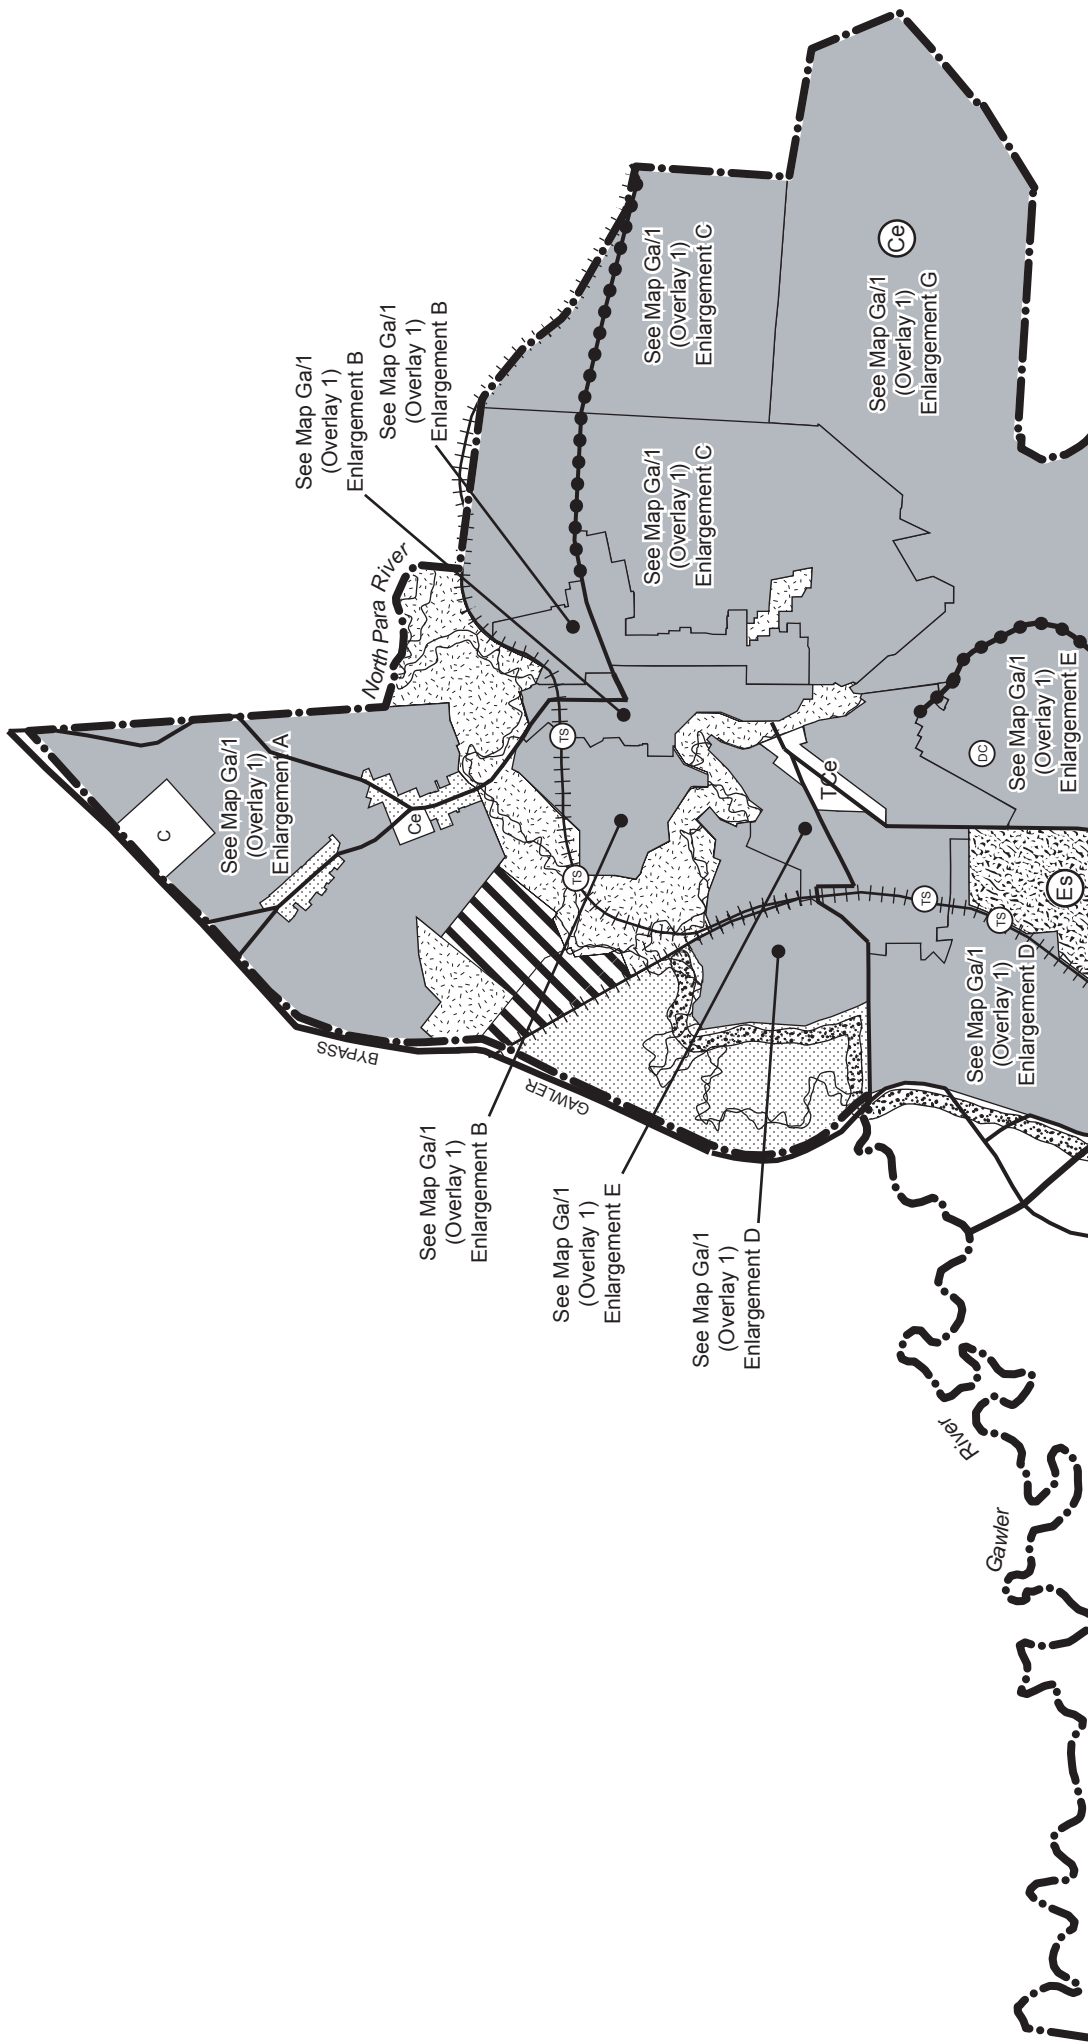 See Map Ga/1
(Overlay 1)
Enlargement B
See Map Ga/1
(Overlay 1)
Enlargement B
North Para River
See Map Ga/1
(Overlay 1)
Enlargement C
See Map Ga/1
(Overlay 1)
Enlargement C
Ce
See Map Ga/1
(Overlay 1)
Enlargement G
See Map Ga/1
(Overlay 1)
Enlargement A
C
Ce
TS
TS
TCe
DC
See Map Ga/1
(Overlay 1)
Enlargement E
TS
TS
Es
See Map Ga/1
(Overlay 1)
Enlargement D
BYPASS
GAWLER
See Map Ga/1
(Overlay 1)
Enlargement B
See Map Ga/1
(Overlay 1)
Enlargement E
See Map Ga/1
(Overlay 1)
Enlargement D
River
Gawler